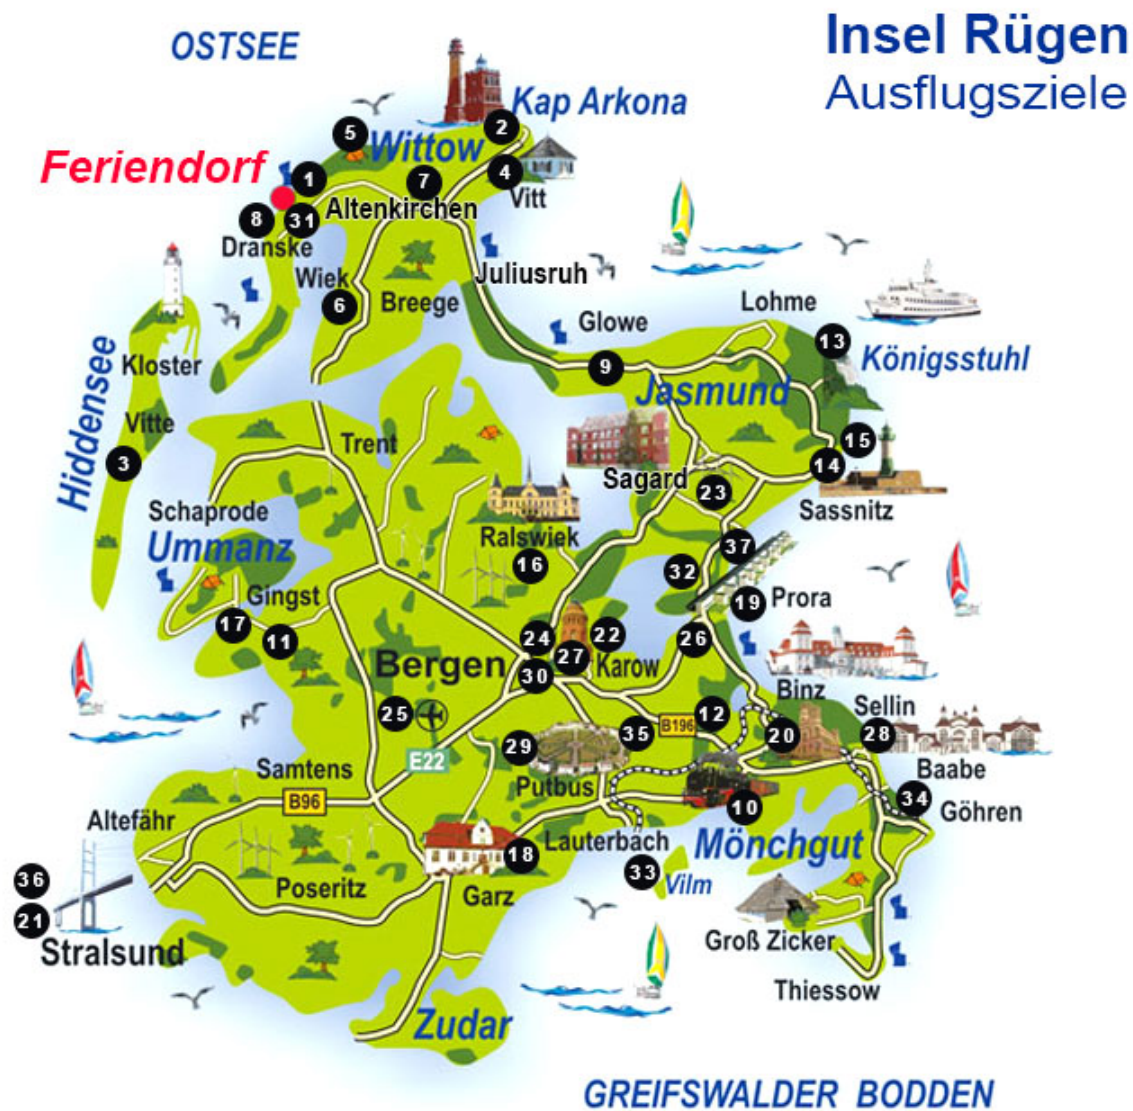 Insel Rügen
Ausflugsziele
OSTSEE
Kap Arkona
2
5
Wittow
Feriendorf
1
7
4
Vitt
8
31
Altenkirchen
Dranske
Wiek
Juliusruh
6
Breege
Lohme
Glowe
13
Königsstuhl
Kloster
9
Jasmund
Hiddensee
Vitte
3
Trent
15
14
Sagard
23
Sassnitz
Schaprode
Ummanz
Ralswiek
16
37
32
Gingst
19
Prora
17
11
24
22
26
Bergen
27
Karow
30
Binz
Sellin
25
12
B196
35
20
28
29
E22
Samtens
Putbus
Baabe
B96
10
34
Göhren
Altefähr
Lauterbach
Mönchgut
18
33
Vilm
36
Poseritz
Garz
21
Stralsund
Groß Zicker
Thiessow
Zudar
GREIFSWALDER BODDEN